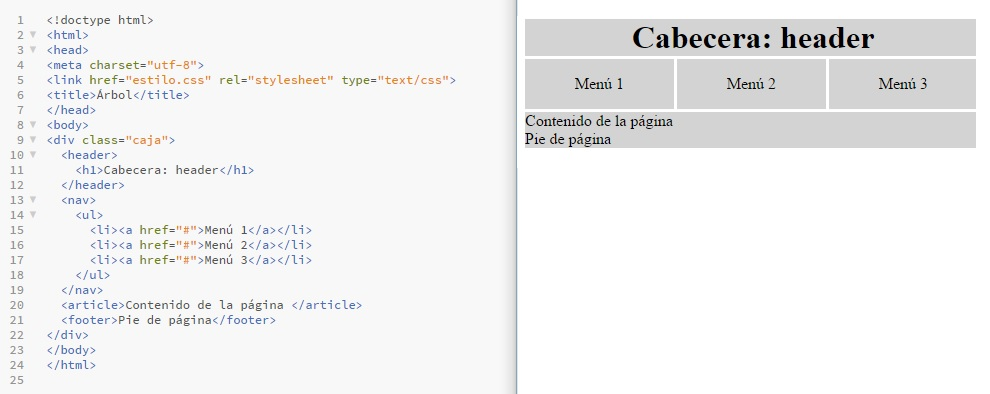 1 <!doctype html>
2 <html>
3 <head>
4 <meta charset="utf-8">
5 <link href="estilo.css" rel="stylesheet" type="text/css">
6 <title>Árbol</title>
7 </head>
8 <body>
9 <div class="caja">
10 <header>
11 <h1>Cabecera: header</h1>
12 </header>
13 <nav>
14 <ul>
15 <li><a href="#">Menú 1</a></li>
16 <li><a href="#">Menú 2</a></li>
17 <li><a href="#">Menú 3</a></li>
18 </ul>
19 </nav>
20 <article>Contenido de la página </article>
21 <footer>Pie de página</footer>
22 </div>
23 </body>
24 </html>
25
Cabecera: header
Menú 1 Menú 2 Menú 3
Contenido de la página
Pie de página